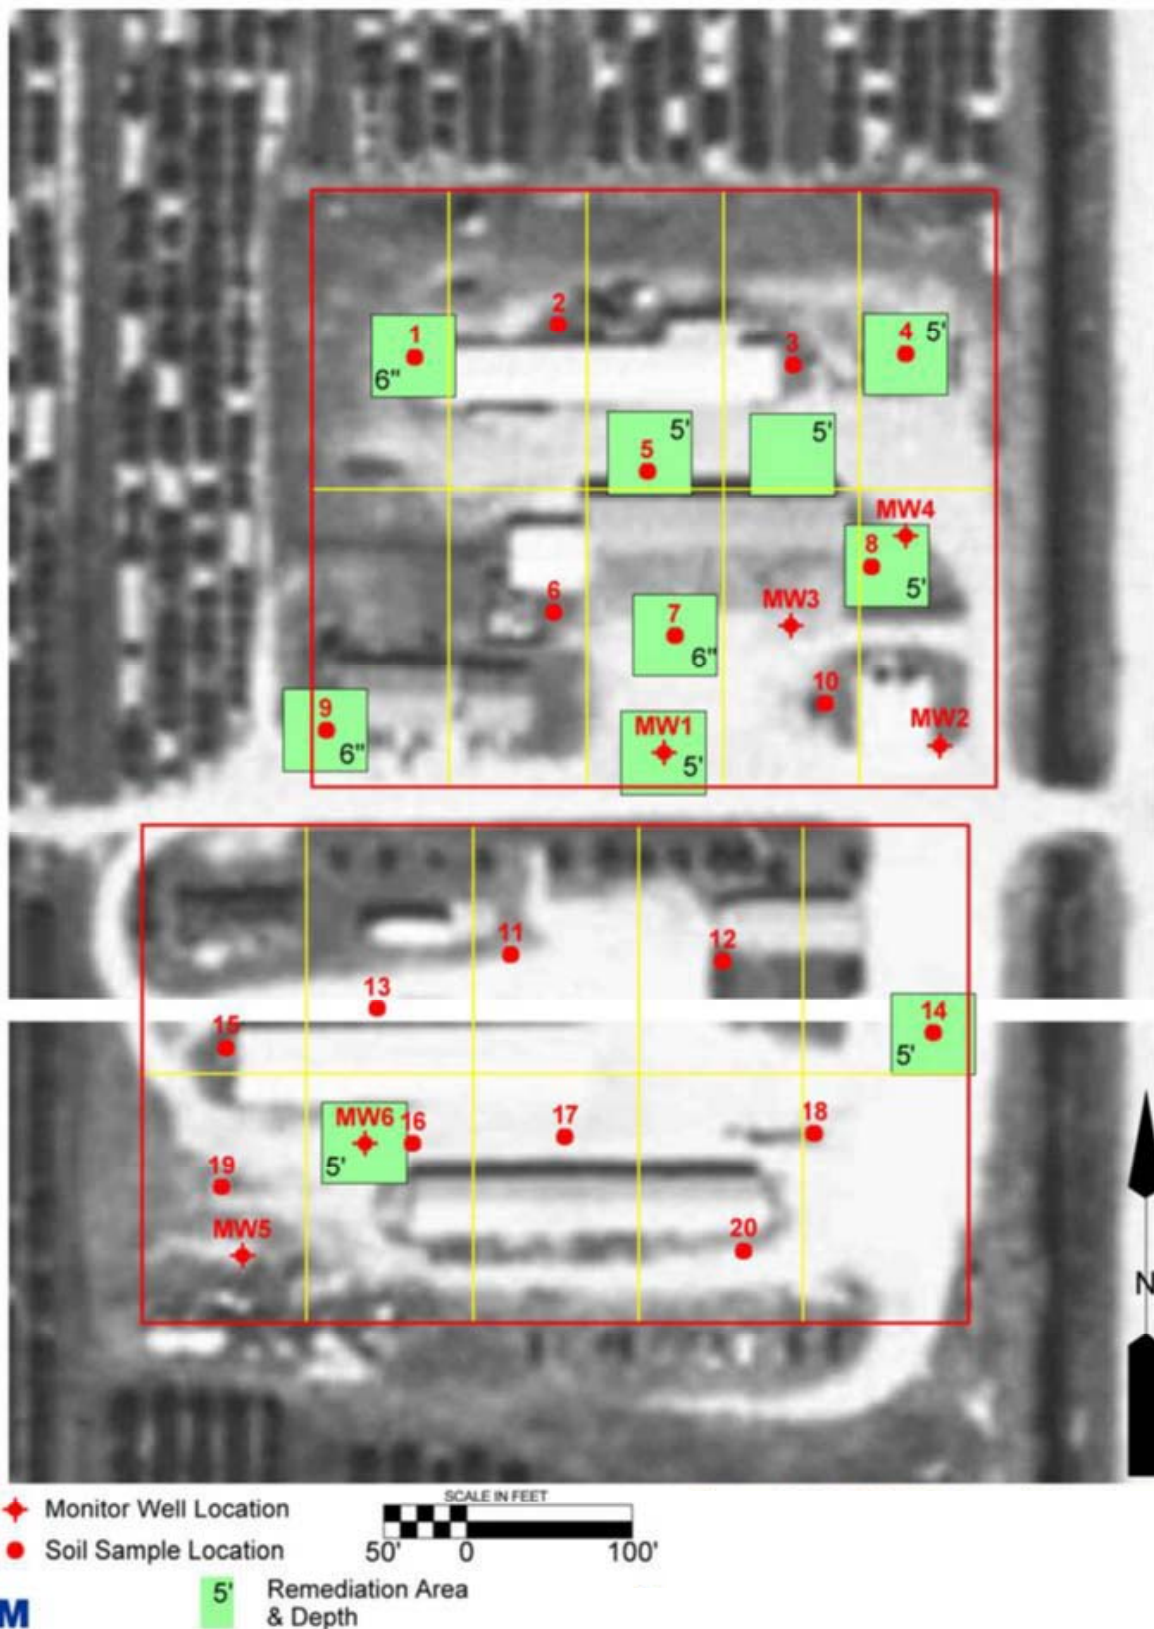 2
1
6"
3
4
5'
5
5'
5'
MW4
8
5'
6
7
6"
MW3
9
6"
10
MW1
5'
MW2
11
12
13
14
5'
15
MW6
16
5'
17
18
19
MW5
20
N
Monitor Well Location
Soil Sample Location
SCALE IN FEET
50' 0 100'
5'
Remediation Area
& Depth
M